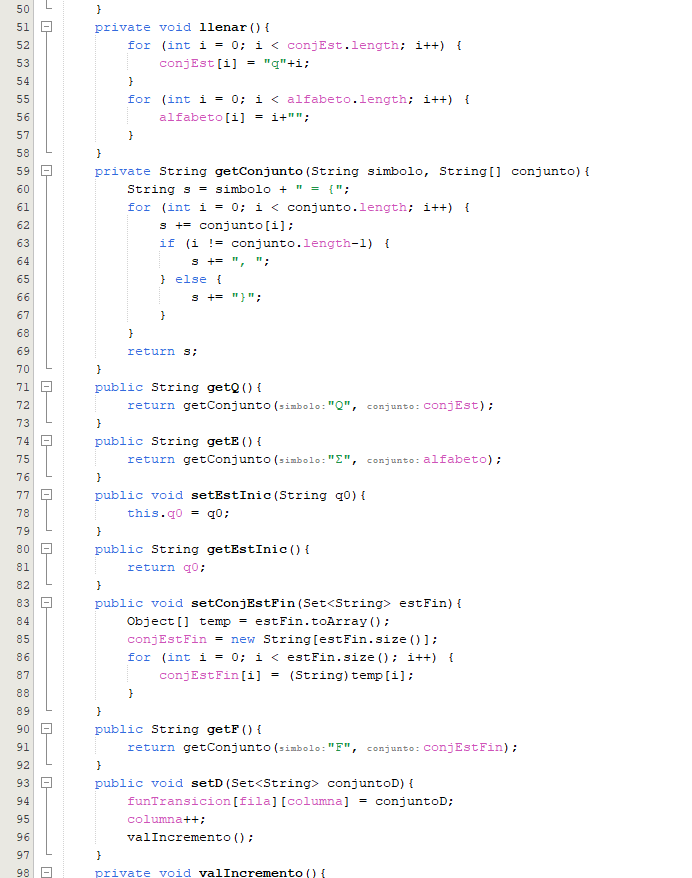 50 }
51 private void llenar(){
52 for (int i = 0; i < conjEst.length; i++) {
53 conjEst[i] = "q"+i;
54 }
55 for (int i = 0; i < alfabeto.length; i++) {
56 alfabeto[i] = i+"";
57 }
58 }
59 private String getConjunto(String simbolo, String[] conjunto){
60 String s = simbolo + " = {";
61 for (int i = 0; i < conjunto.length; i++) {
62 s += conjunto[i];
63 if (i != conjunto.length-1) {
64 s += ", ";
65 } else {
66 s += "}";
67 }
68 }
69 return s;
70 }
71 public String getQ(){
72 return getConjunto(simbolo:"Q", conjunto:conjEst);
73 }
74 public String getE(){
75 return getConjunto(simbolo:"Σ", conjunto:alfabeto);
76 }
77 public void setEstInic(String q0){
78 this.q0 = q0;
79 }
80 public String getEstInic(){
81 return q0;
82 }
83 public void setConjEstFin(Set<String> estFin){
84 Object[] temp = estFin.toArray();
85 conjEstFin = new String[estFin.size()];
86 for (int i = 0; i < estFin.size(); i++) {
87 conjEstFin[i] = (String)temp[i];
88 }
89 }
90 public String getF(){
91 return getConjunto(simbolo:"F", conjunto:conjEstFin);
92 }
93 public void setD(Set<String> conjuntoD){
94 funTransicion[fila][columna] = conjuntoD;
95 columna++;
96 valIncremento();
97 }
98 private void valIncremento(){